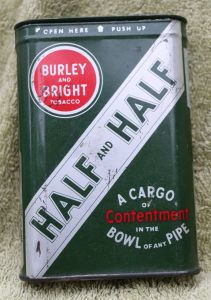 OPEN HERE PUSH UP
BURLEY
AND
BRIGHT
TOBACCO
HALF AND HALF
A CARGO
OF
Contentment
IN THE
BOWL OF ANY PIPE